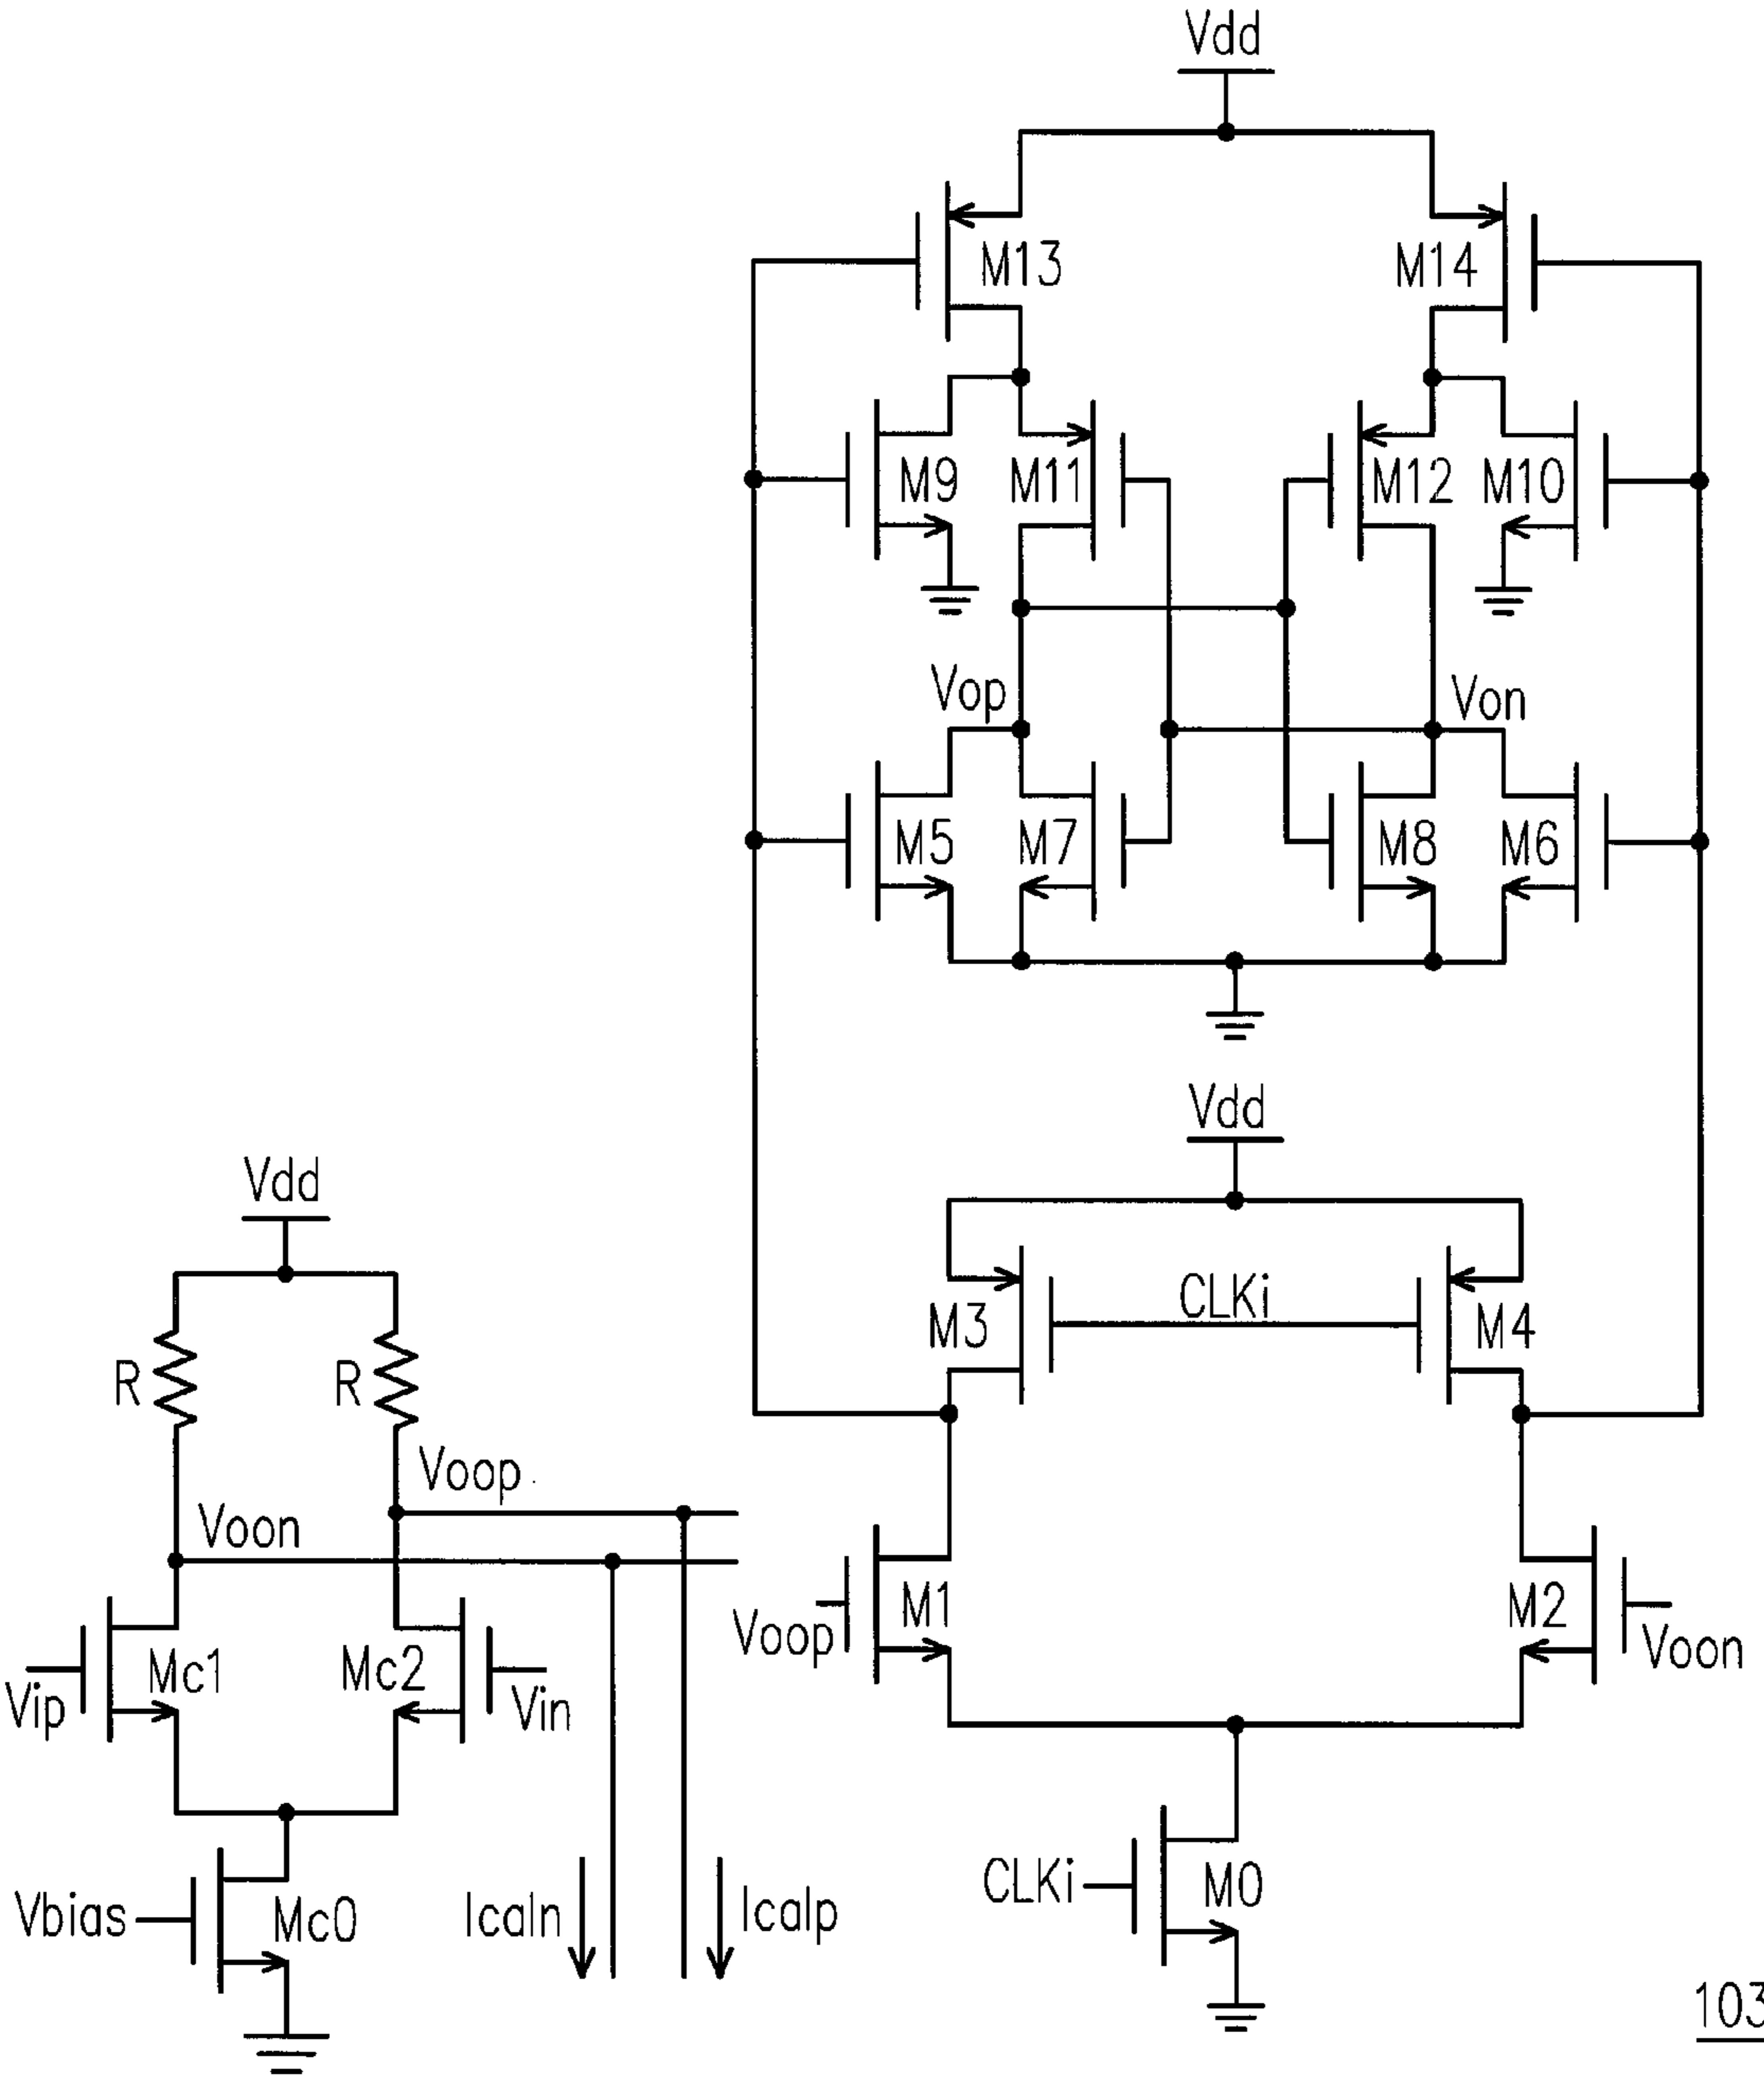 Vdd
M13
M14
M9
M11
M12
M10
Vop
Von
M5
M7
M8
M6
Vdd
Vdd
M3
CLKi
M4
R
R
Voop
Voon
M1
M2
Voop
Voon
Mc1
Mc2
Vip
Vin
CLKi
M0
Vbias
Mc0
Icaln
Icalp
103